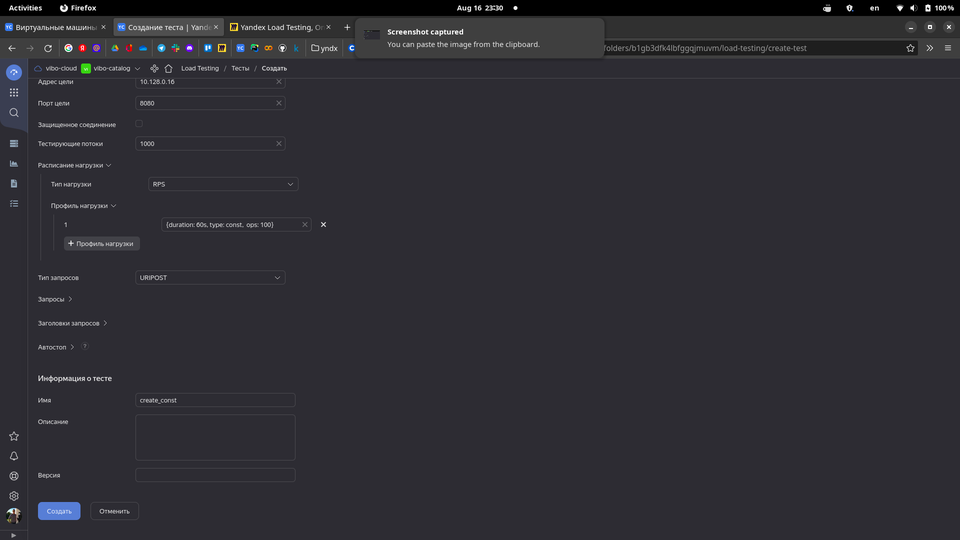 Activities
Firefox
Aug 16 23:30
en
100 %
Виртуальные машины
Создание теста | Yande
Yandex Load Testing, О
Screenshot captured
You can paste the image from the clipboard.
yndx
folders/b1gb3dfk4lbfggqjmuvm/load-testing/create-test
vibo-cloud
vibo-catalog
Load Testing / Тесты / Создать
Адрес цели
10.128.0.16
Порт цели
8080
Защищенное соединение
Тестирующие потоки
1000
Расписание нагрузки
Тип нагрузки
RPS
Профиль нагрузки
1
{duration: 60s, type: const, ops: 100}
+ Профиль нагрузки
Тип запросов
URIPOST
Запросы
Заголовки запросов
Автостоп
?
Информация о тесте
Имя
create_const
Описание
Версия
Создать
Отменить